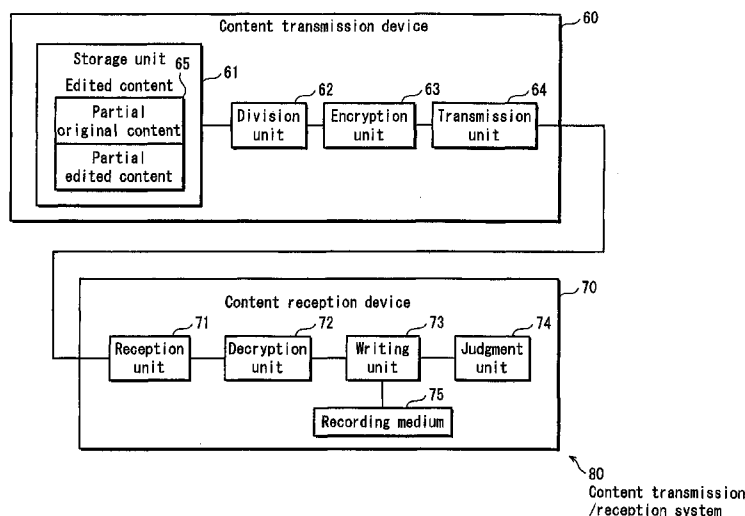 Content transmission device
60
Storage unit
61
Edited content
65
Partial
original content
Partial
edited content
62
Division
unit
63
Encryption
unit
64
Transmission
unit
Content reception device
70
71
Reception
unit
72
Decryption
unit
73
Writing
unit
74
Judgment
unit
75
Recording medium
80
Content transmission
/reception system